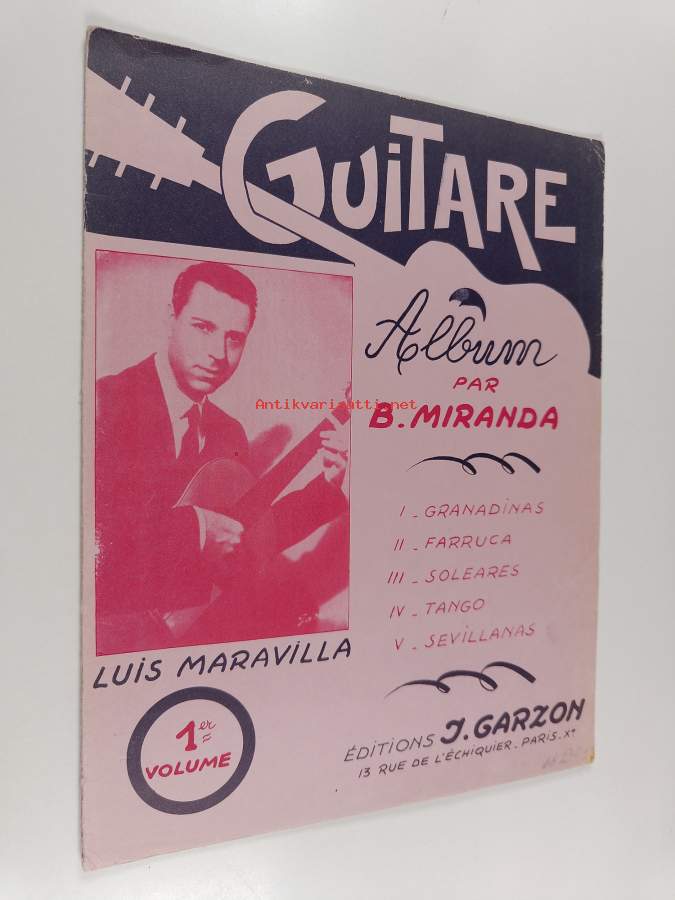 GUiTARE
Album
PAR
B. MIRANDA
I - GRANADINAS
II - FARRUCA
III - SOLEARES
IV - TANGO
V - SEVILLANAS
LUIS MARAVILLA
1er
VOLUME
ÉDITIONS J. GARZON
13 RUE DE L'ÉCHIQUIER - PARIS. Xe
Antikvariaatti.net